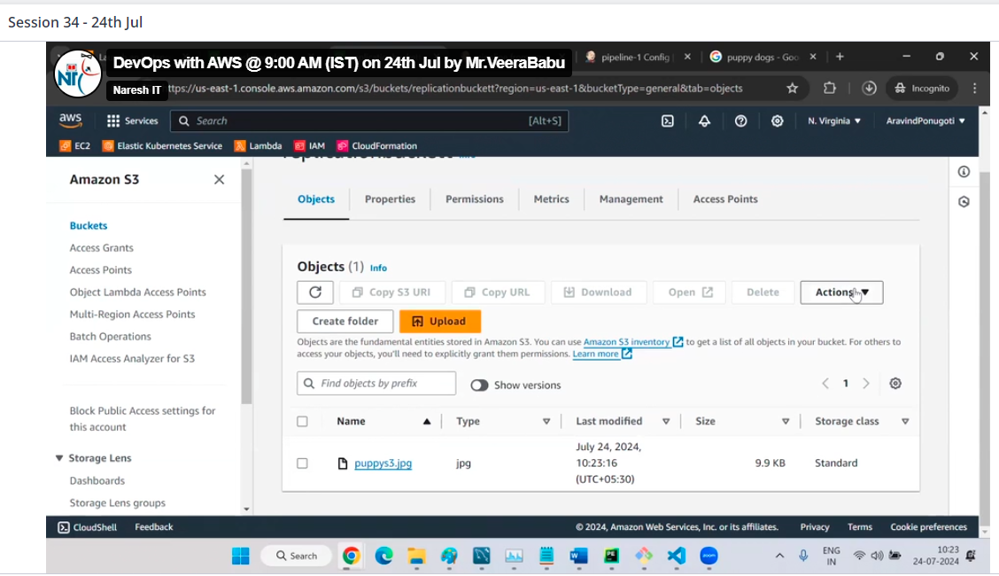 Session 34 - 24th Jul
DevOps with AWS @ 9:00 AM (IST) on 24th Jul by Mr.VeeraBabu
Naresh IT
pipeline-1 Config
puppy dogs - Goo
ttps://us-east-1.console.aws.amazon.com/s3/buckets/replicationbuckett?region=us-east-1&bucketType=general&tab=objects
Incognito
aws
Services
Search
[Alt+S]
N. Virginia
AravindPonugoti
EC2
Elastic Kubernetes Service
Lambda
IAM
CloudFormation
Amazon S3
Buckets
Access Grants
Access Points
Object Lambda Access Points
Multi-Region Access Points
Batch Operations
IAM Access Analyzer for S3
Block Public Access settings for
this account
Storage Lens
Dashboards
Storage Lens groups
replicationbuckett Info
Objects
Properties
Permissions
Metrics
Management
Access Points
Objects (1) Info
Copy S3 URI
Copy URL
Download
Open
Delete
Actions
Create folder
Upload
Objects are the fundamental entities stored in Amazon S3. You can use Amazon S3 inventory to get a list of all objects in your bucket. For others to
access your objects, you'll need to explicitly grant them permissions. Learn more
Find objects by prefix
Show versions
1
Name
Type
Last modified
Size
Storage class
puppys3.jpg
jpg
July 24, 2024,
10:23:16
(UTC+05:30)
9.9 KB
Standard
CloudShell
Feedback
© 2024, Amazon Web Services, Inc. or its affiliates.
Privacy
Terms
Cookie preferences
Search
ENG
IN
10:23
24-07-2024